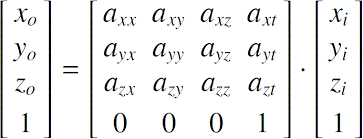 x_o a_xx a_xy a_xz a_xt x_i
y_o = a_yx a_yy a_yz a_yt · y_i
z_o a_zx a_zy a_zz a_zt z_i
1 0 0 0 1 1